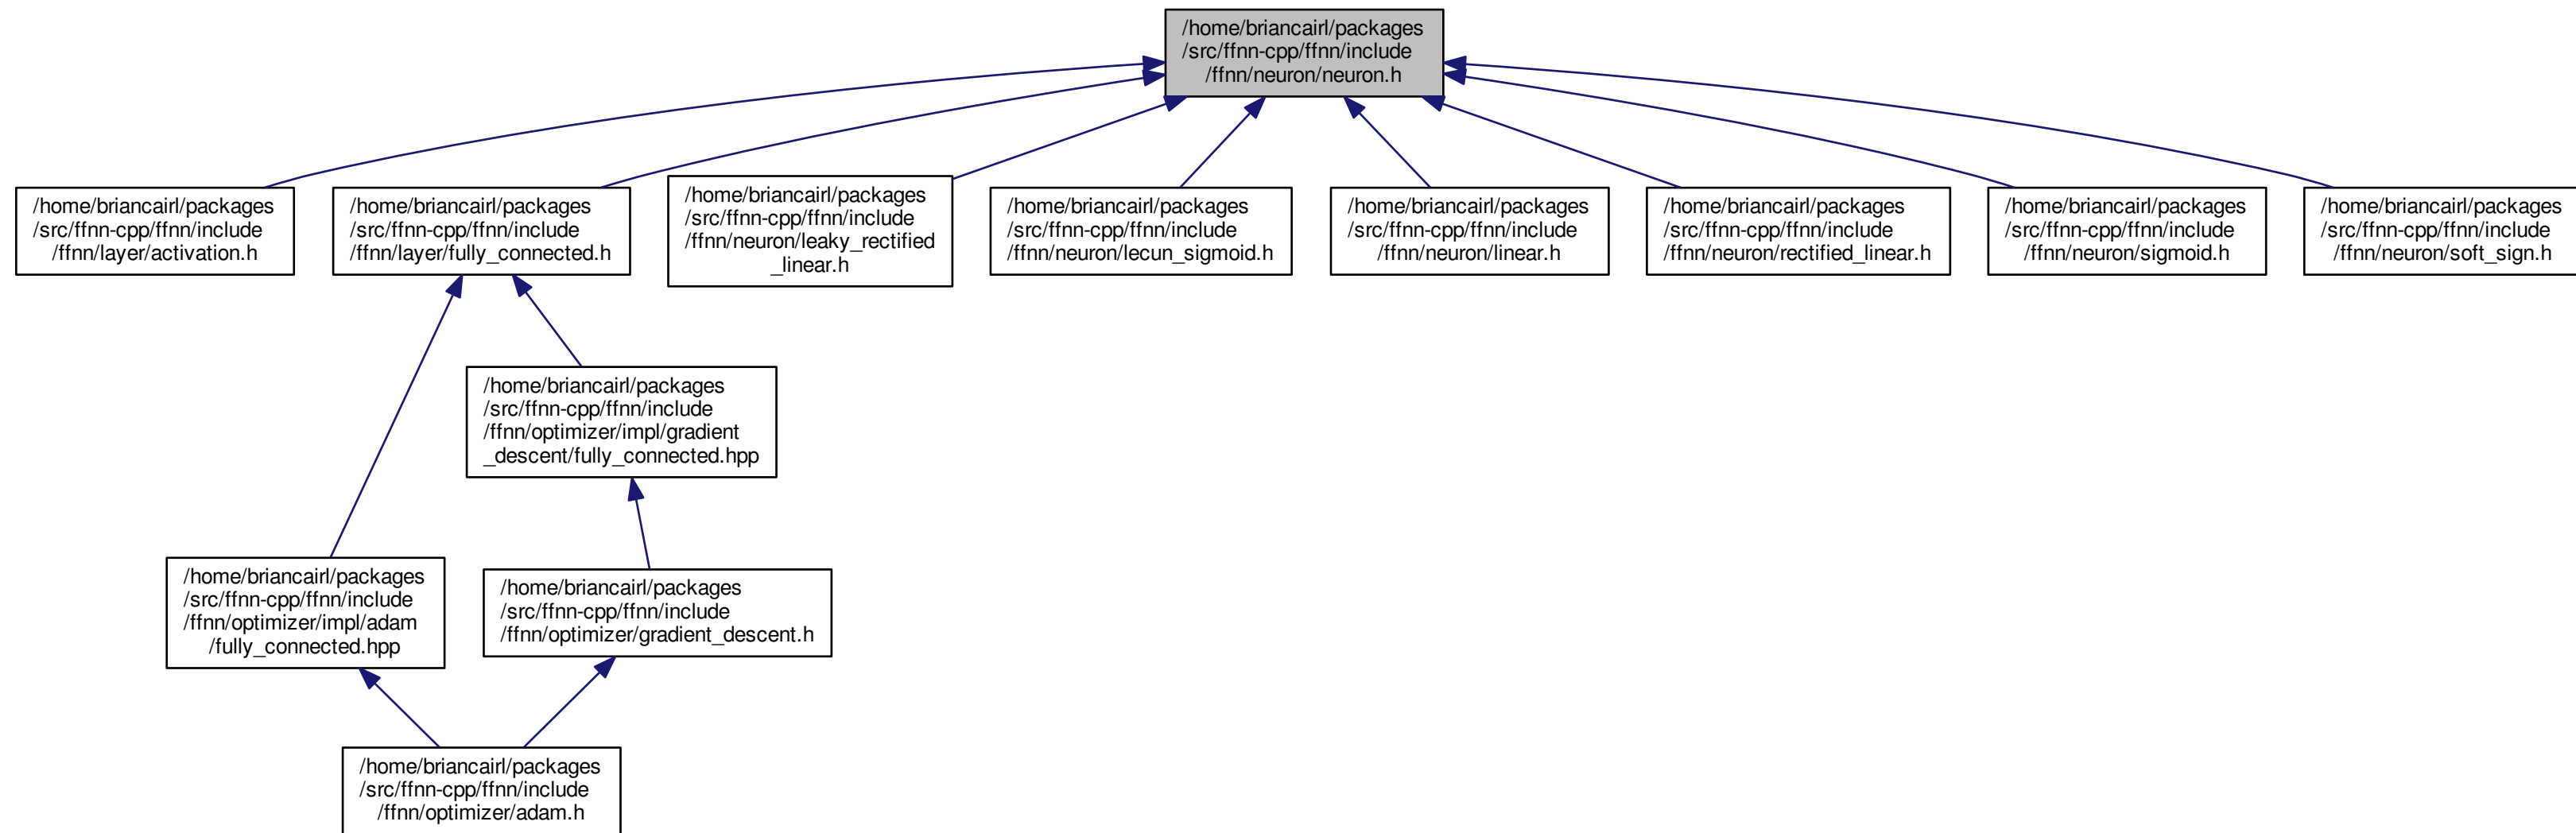 /home/briancairl/packages
/src/ffnn-cpp/ffnn/include
/ffnn/neuron/neuron.h
/home/briancairl/packages
/src/ffnn-cpp/ffnn/include
/ffnn/layer/activation.h
/home/briancairl/packages
/src/ffnn-cpp/ffnn/include
/ffnn/layer/fully_connected.h
/home/briancairl/packages
/src/ffnn-cpp/ffnn/include
/ffnn/neuron/leaky_rectified
_linear.h
/home/briancairl/packages
/src/ffnn-cpp/ffnn/include
/ffnn/neuron/lecun_sigmoid.h
/home/briancairl/packages
/src/ffnn-cpp/ffnn/include
/ffnn/neuron/linear.h
/home/briancairl/packages
/src/ffnn-cpp/ffnn/include
/ffnn/neuron/rectified_linear.h
/home/briancairl/packages
/src/ffnn-cpp/ffnn/include
/ffnn/neuron/sigmoid.h
/home/briancairl/packages
/src/ffnn-cpp/ffnn/include
/ffnn/neuron/soft_sign.h
/home/briancairl/packages
/src/ffnn-cpp/ffnn/include
/ffnn/optimizer/impl/gradient
_descent/fully_connected.hpp
/home/briancairl/packages
/src/ffnn-cpp/ffnn/include
/ffnn/optimizer/impl/adam
/fully_connected.hpp
/home/briancairl/packages
/src/ffnn-cpp/ffnn/include
/ffnn/optimizer/gradient_descent.h
/home/briancairl/packages
/src/ffnn-cpp/ffnn/include
/ffnn/optimizer/adam.h